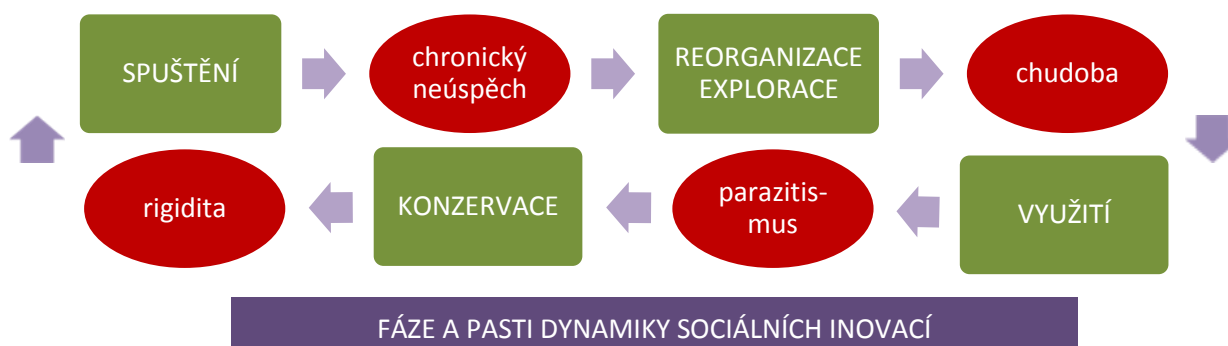 SPUŠTĚNÍ
chronický
neúspěch
REORGANIZACE
EXPLORACE
chudoba
rigidita
KONZERVACE
parazitis-
mus
VYUŽITÍ
FÁZE A PASTI DYNAMIKY SOCIÁLNÍCH INOVACÍ